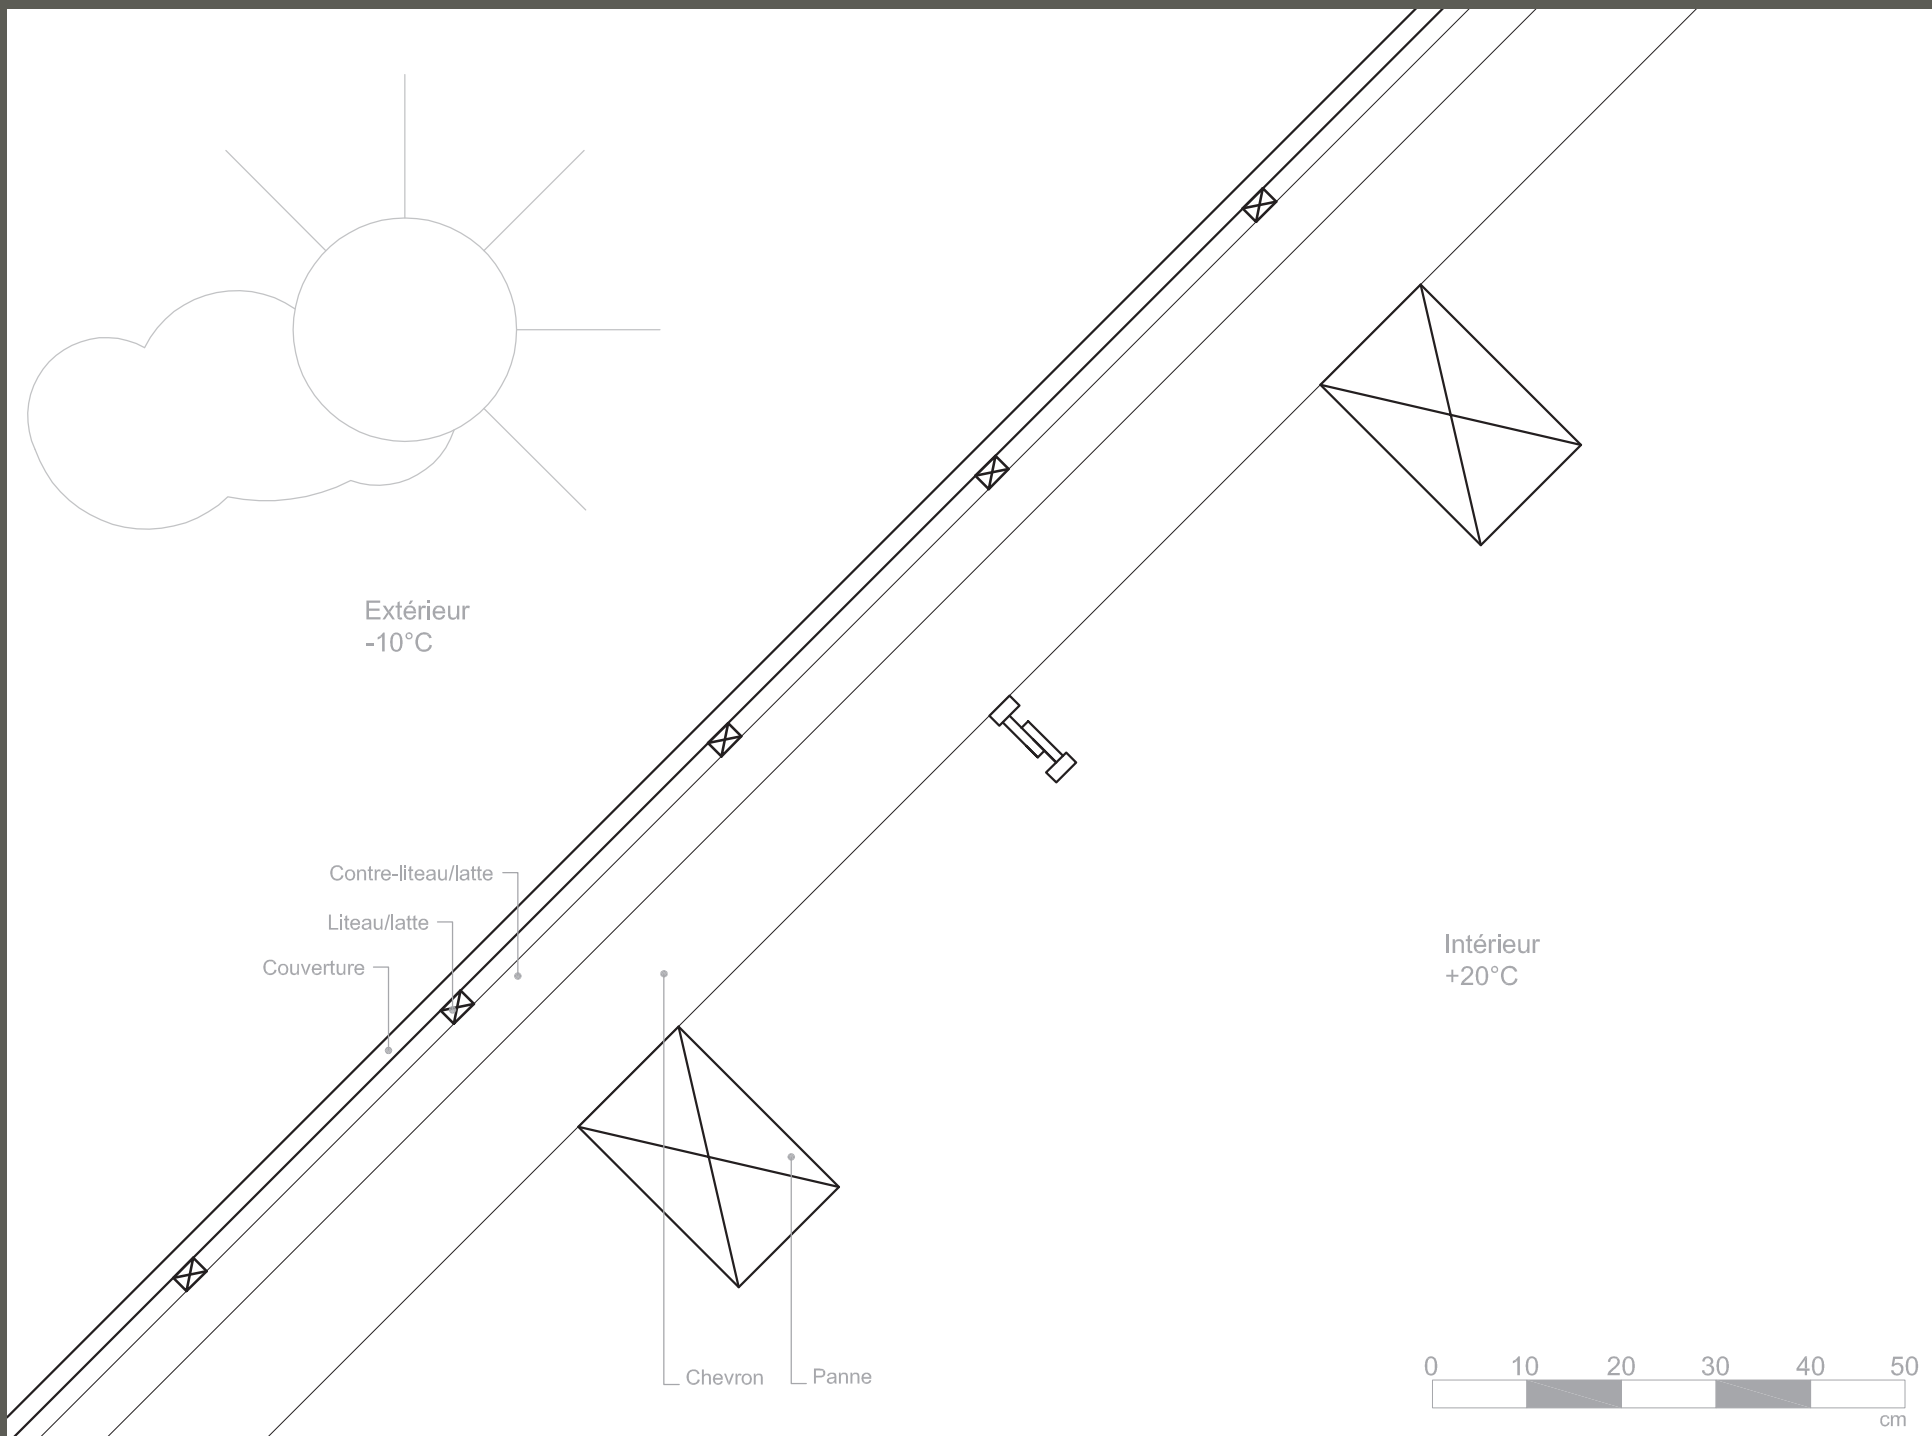 Extérieur
-10°C
Contre-liteau/latte
Liteau/latte
Couverture
Intérieur
+20°C
Chevron
Panne
0 10 20 30 40 50
cm